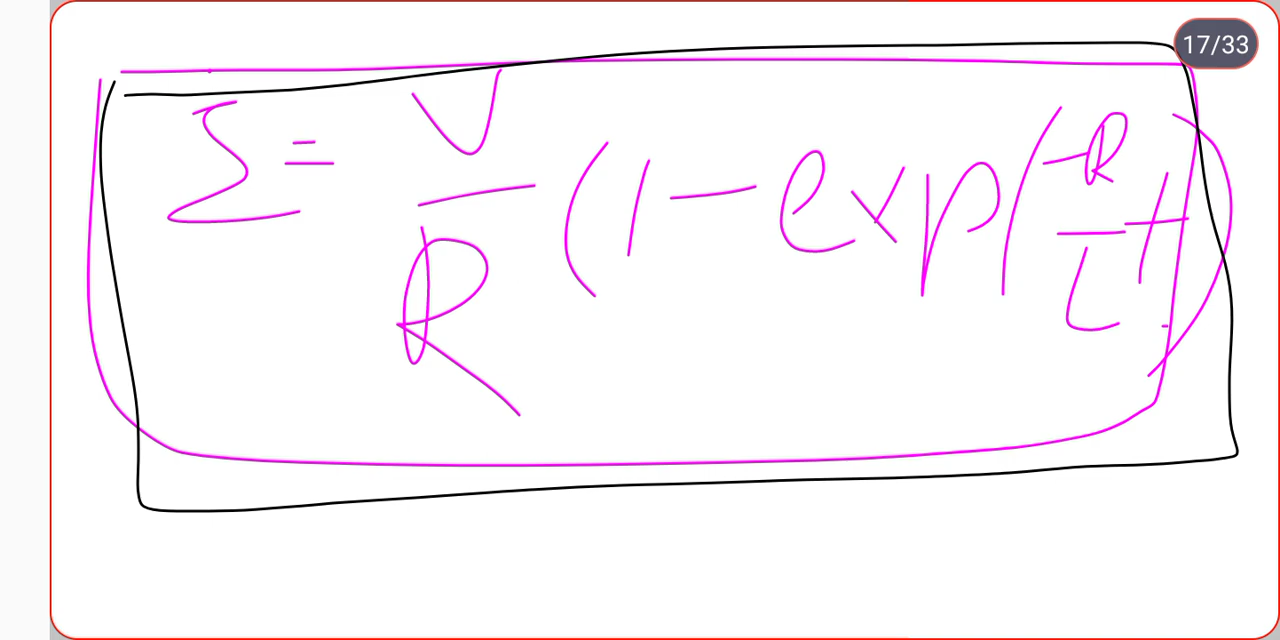 17/33
I = V/R (1 - exp(-R/L t))